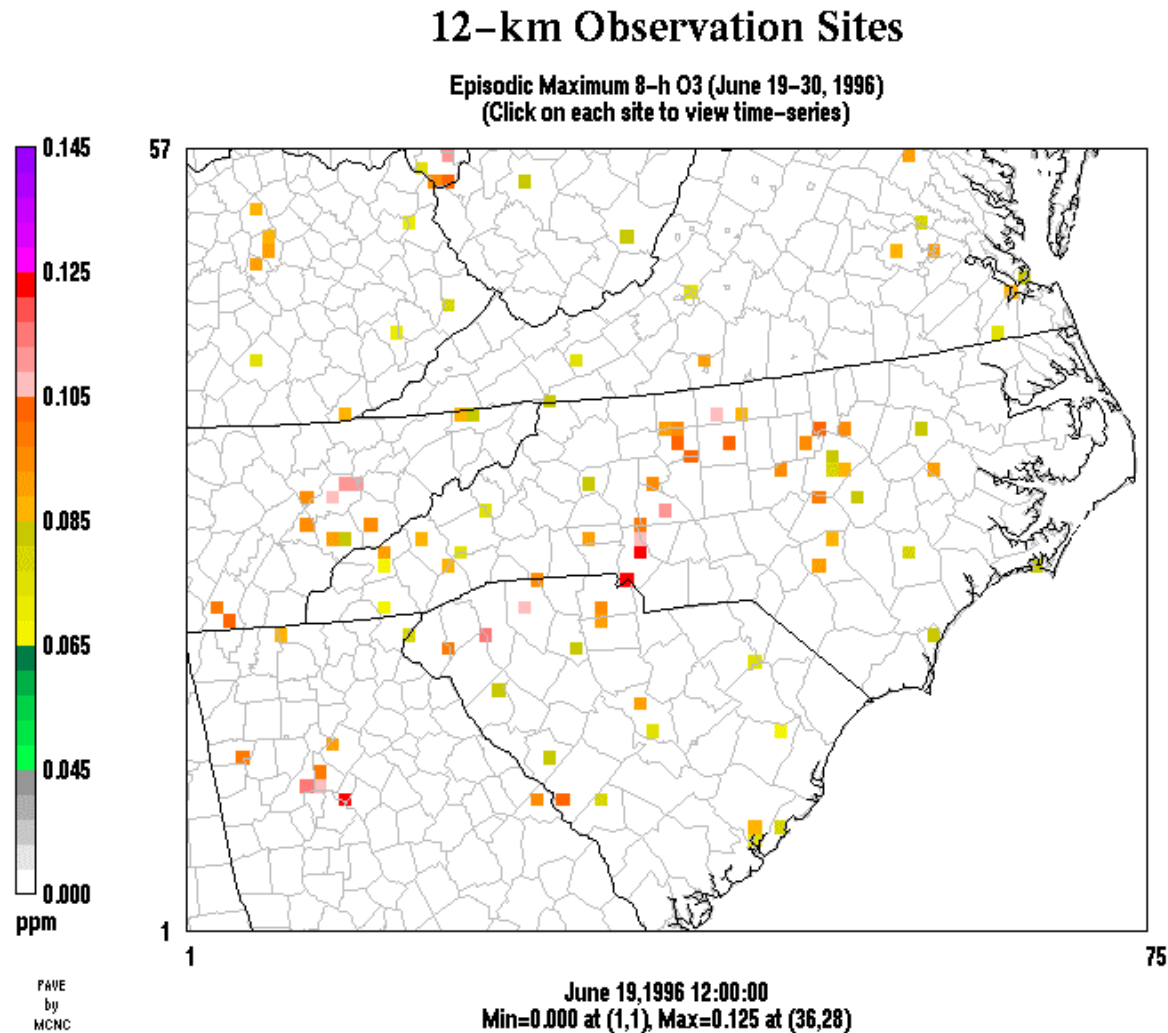 12-km Observation Sites
Episodic Maximum 8-h O3 (June 19-30, 1996)
(Click on each site to view time-series)
57
0.145
0.125
0.105
0.085
0.065
0.045
0.000
ppm
1
1
75
PAVE
by
MCNC
June 19,1996 12:00:00
Min=0.000 at (1,1), Max=0.125 at (36,28)